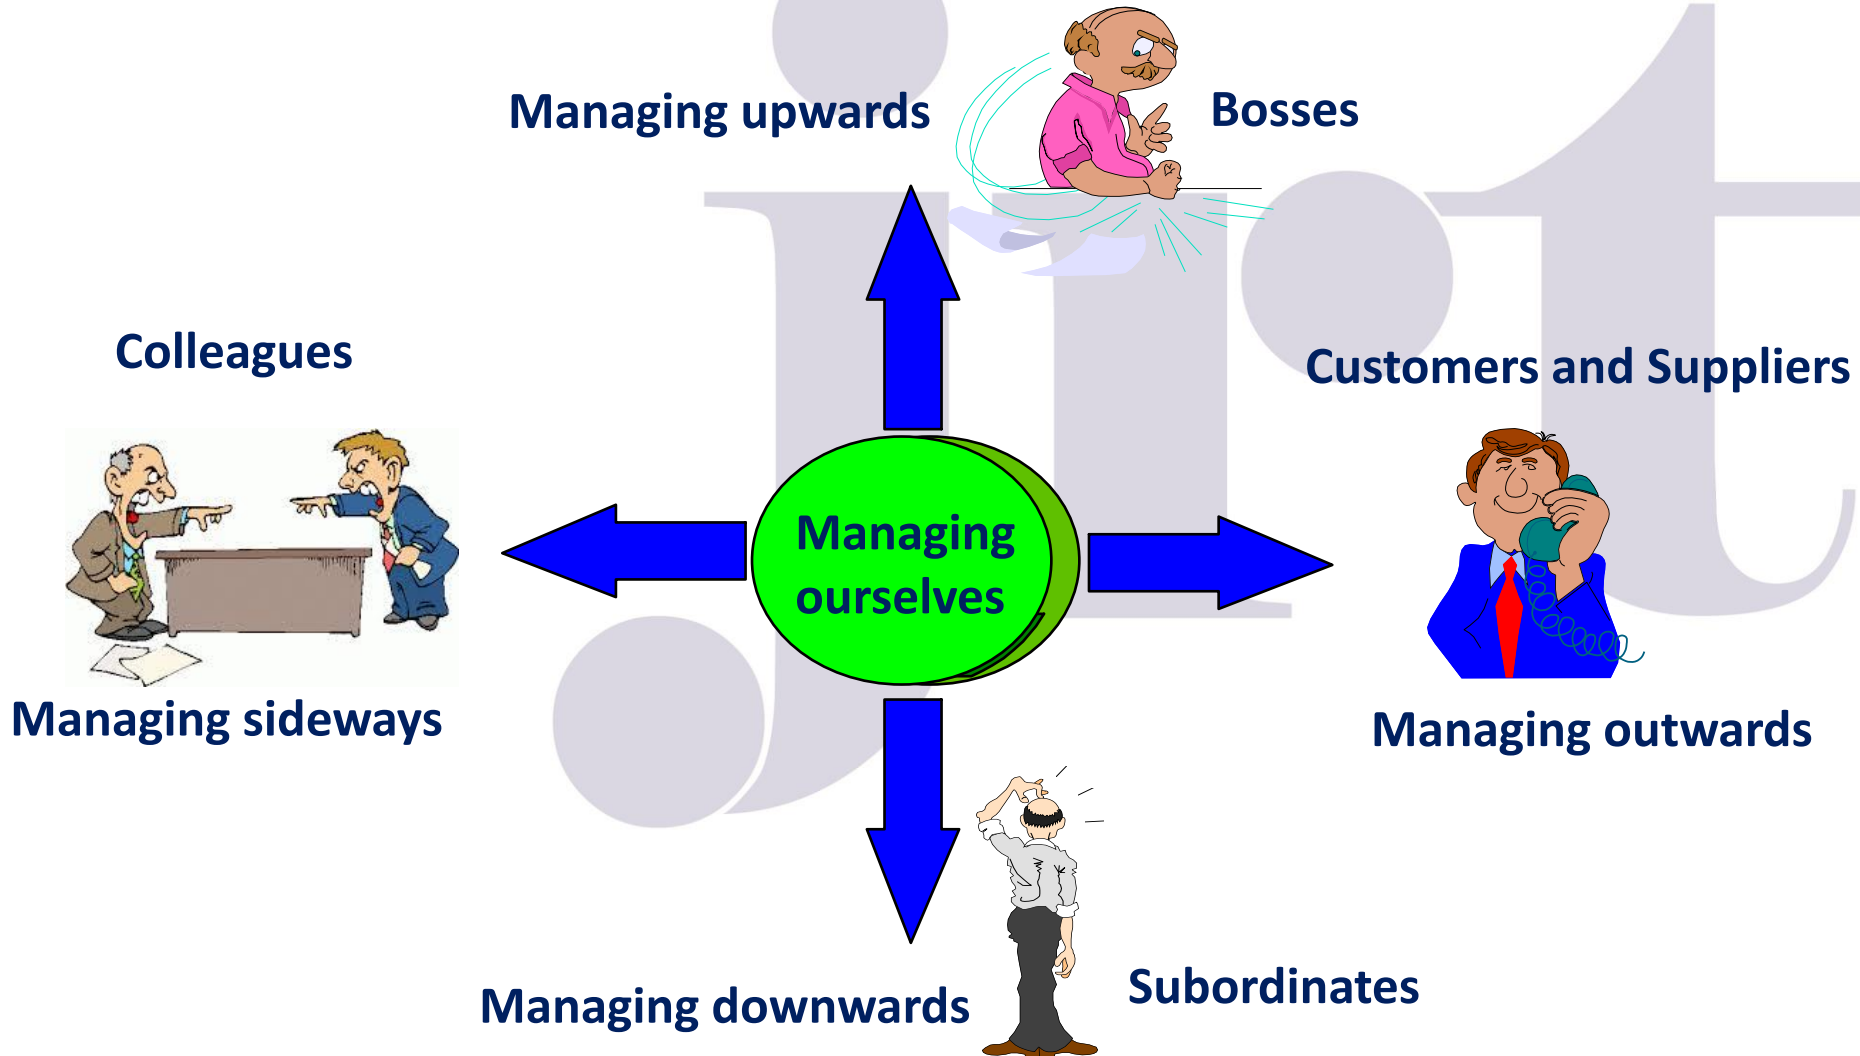 Managing upwards
Bosses
Colleagues
Customers and Suppliers
Managing
ourselves
Managing sideways
Managing outwards
Managing downwards
Subordinates